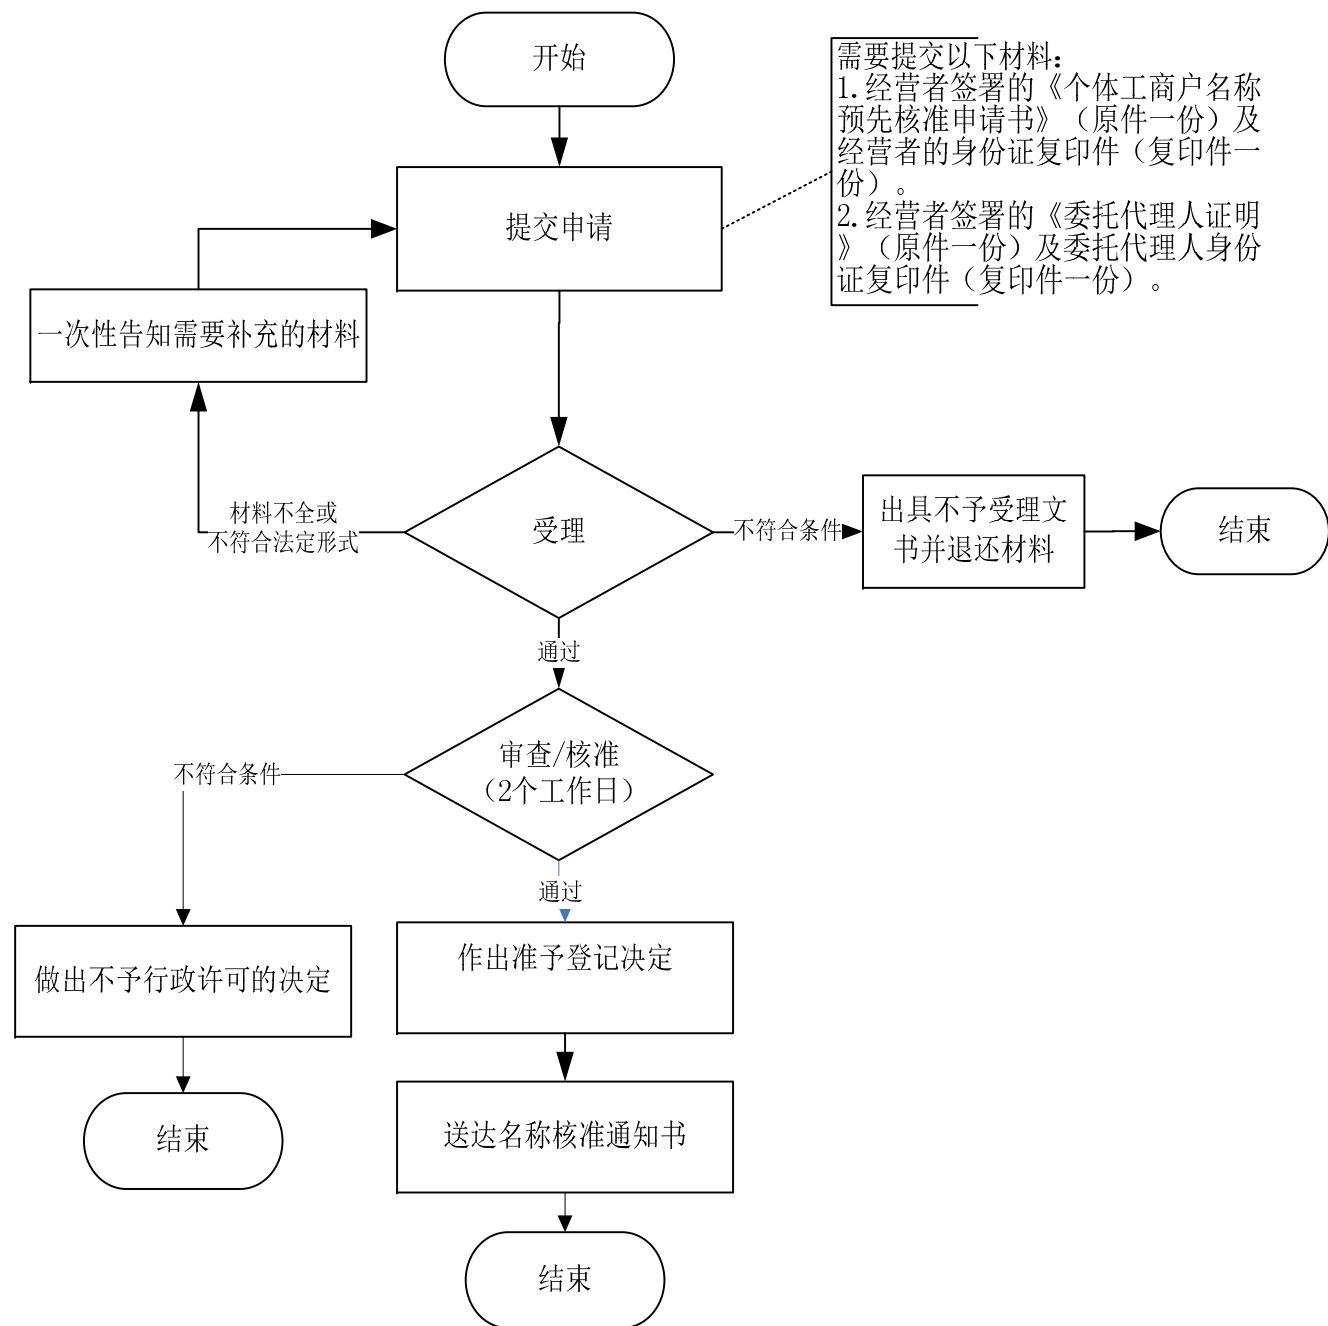 开始
需要提交以下材料：
1.经营者签署的《个体工商户名称
预先核准申请书》（原件一份）及
经营者的身份证复印件（复印件一
份）。
2.经营者签署的《委托代理人证明
》（原件一份）及委托代理人身份
证复印件（复印件一份）。
提交申请
一次性告知需要补充的材料
材料不全或
不符合法定形式
受理
不符合条件
出具不予受理文
书并退还材料
结束
通过
审查/核准
（2个工作日）
不符合条件
通过
做出不予行政许可的决定
作出准予登记决定
结束
送达名称核准通知书
结束